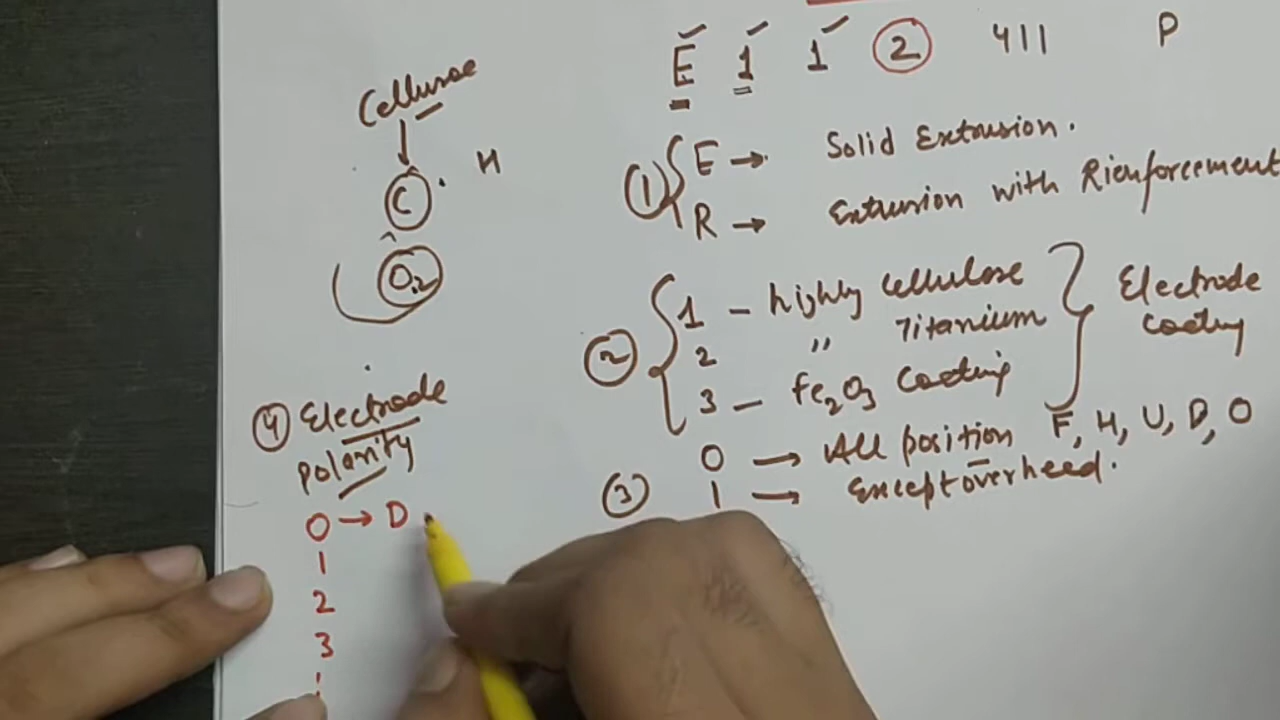 E 1 1 2 411 P
Cellurse
C . H
O2
① E → Solid Extrusion.
R → Extrusion with Rienforcement
② 1 - highly cellulose
2 " Titanium
3 - Fe2O3 Coating
Electrode
coating
③ 0 → All position F, H, U, D, O
1 → Except overhead.
④ Electrode
polarity
0 → D
1
2
3